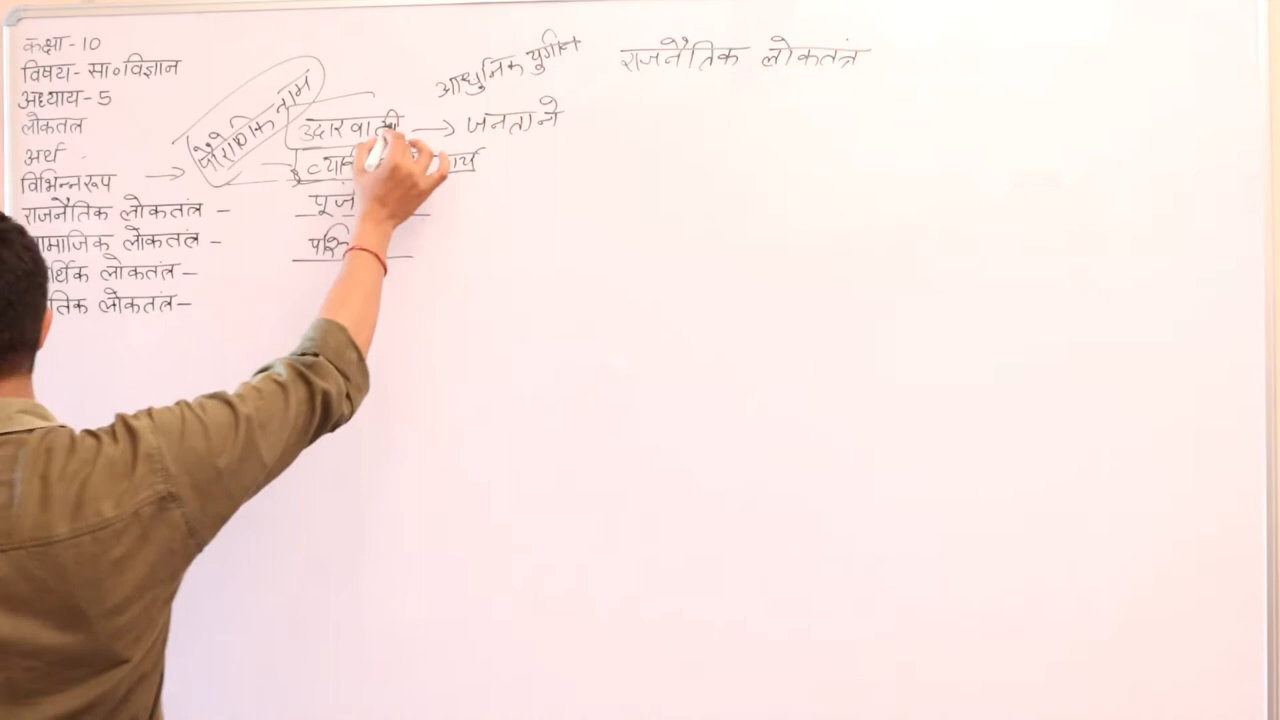 कक्षा-10
विषय- सा०विज्ञान
अध्याय-5
लोकतंत्र
अर्थ
विभिन्नरूप →
राजनैतिक लोकतंत्र -
सामाजिक लोकतंत्र -
र्थिक लोकतंत्र -
तिक लोकतंत्र -
नाम
उदारवादी → जनता ने
आधुनिक युगीन
राजनैतिक लोकतंत्र